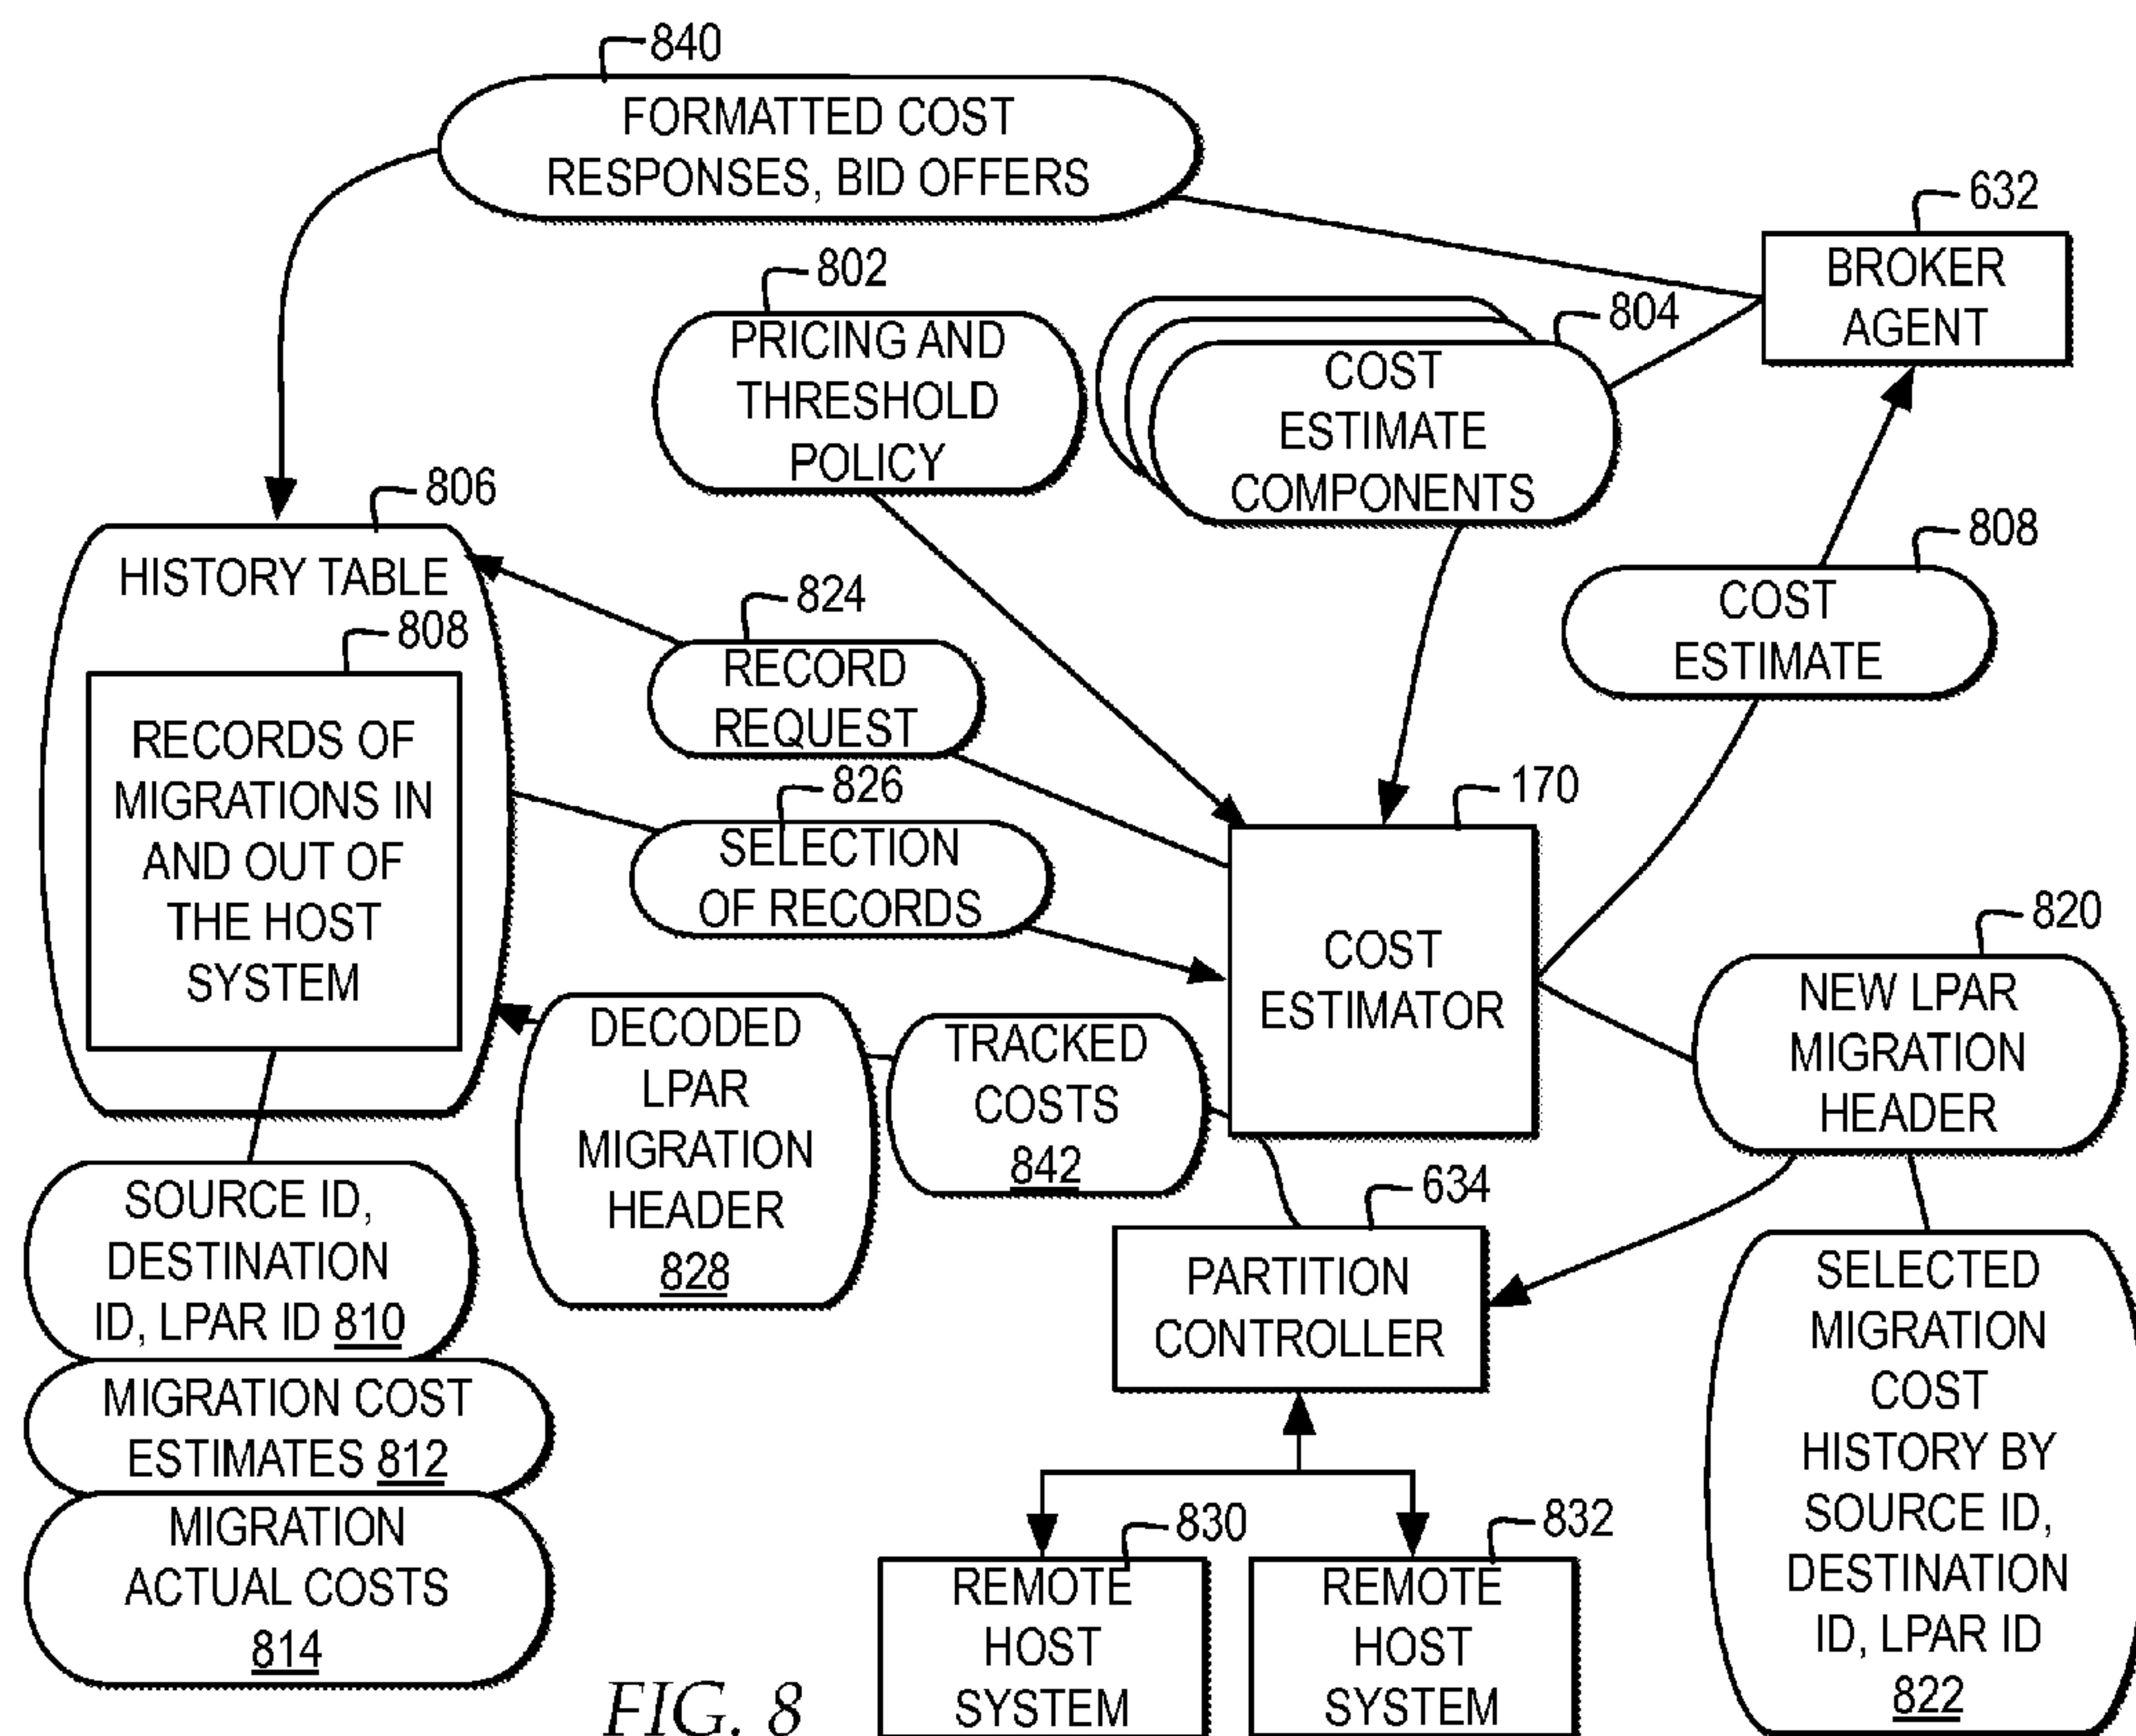 840
FORMATTED COST
RESPONSES, BID OFFERS
632
BROKER
AGENT
802
PRICING AND
THRESHOLD
POLICY
804
COST
ESTIMATE
COMPONENTS
806
HISTORY TABLE
808
RECORDS OF
MIGRATIONS IN
AND OUT OF
THE HOST
SYSTEM
824
RECORD
REQUEST
826
SELECTION
OF RECORDS
808
COST
ESTIMATE
170
COST
ESTIMATOR
820
NEW LPAR
MIGRATION
HEADER
DECODED
LPAR
MIGRATION
HEADER
828
TRACKED
COSTS
842
634
PARTITION
CONTROLLER
SOURCE ID,
DESTINATION
ID, LPAR ID 810
MIGRATION COST
ESTIMATES 812
MIGRATION
ACTUAL COSTS
814
830
REMOTE
HOST
SYSTEM
832
REMOTE
HOST
SYSTEM
SELECTED
MIGRATION
COST
HISTORY BY
SOURCE ID,
DESTINATION
ID, LPAR ID
822
FIG. 8